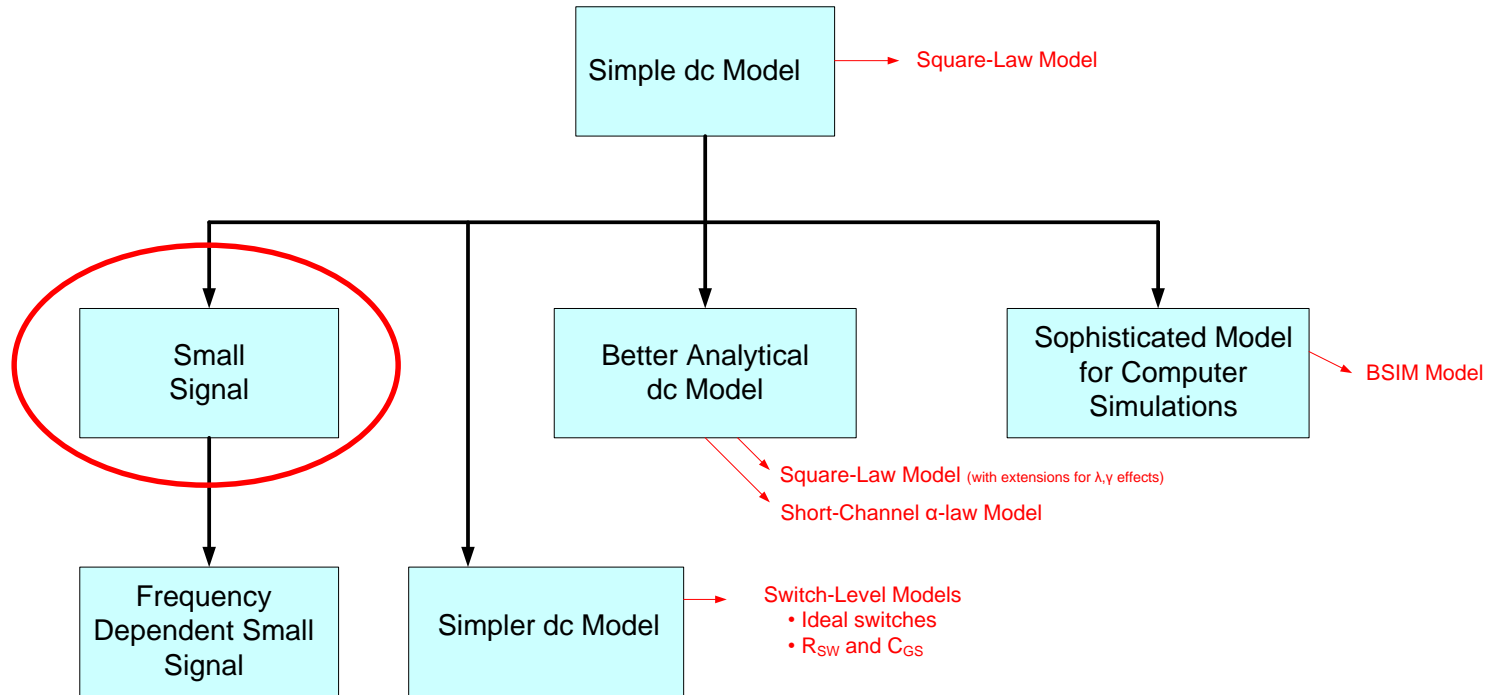 Simple dc Model
Square-Law Model
Small
Signal
Better Analytical
dc Model
Sophisticated Model
for Computer
Simulations
BSIM Model
Square-Law Model (with extensions for λ,γ effects)
Short-Channel α-law Model
Frequency
Dependent Small
Signal
Simpler dc Model
Switch-Level Models
• Ideal switches
• RSW and CGS